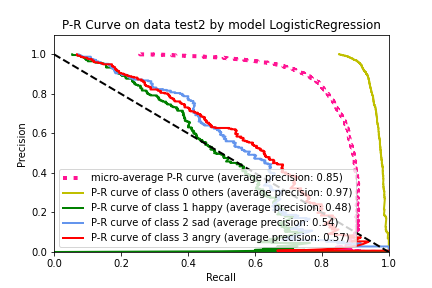 P-R Curve on data test2 by model LogisticRegression
Precision
1.0
0.8
0.6
0.4
0.2
0.0
micro-average P-R curve (average precision: 0.85)
P-R curve of class 0 others (average precision: 0.97)
P-R curve of class 1 happy (average precision: 0.48)
P-R curve of class 2 sad (average precision: 0.54)
P-R curve of class 3 angry (average precision: 0.57)
0.0 0.2 0.4 0.6 0.8 1.0
Recall